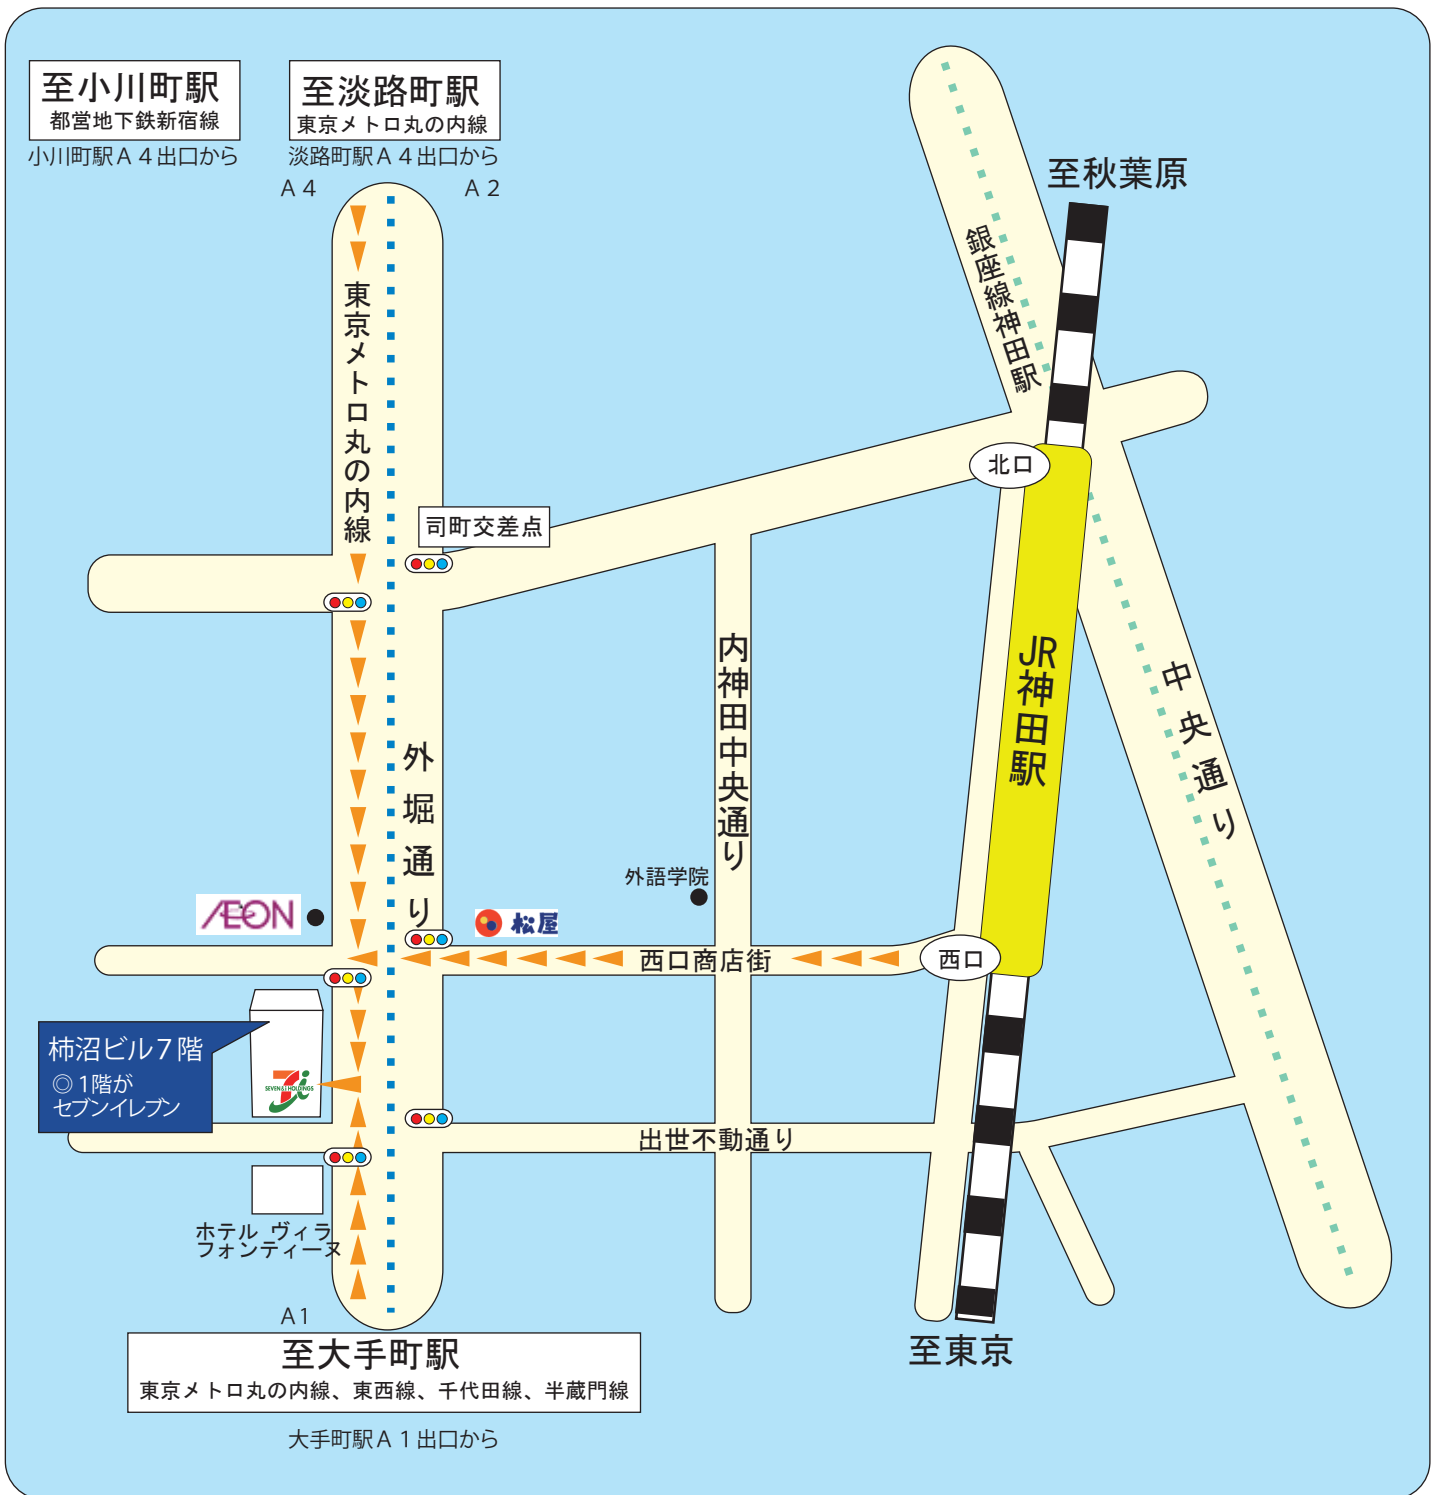 至小川町駅
都営地下鉄新宿線
小川町駅A4出口から
至淡路町駅
東京メトロ丸の内線
淡路町駅A4出口から
A4
A2
至秋葉原
銀座線神田駅
東京メトロ丸の内線
北口
司町交差点
JR神田駅
内神田中央通り
中央通り
外堀通り
外語学院
ÆON
松屋
西口商店街
西口
柿沼ビル7階
◎1階が
セブンイレブン
SEVEN & i HOLDINGS
出世不動通り
ホテル ヴィラ
フォンティーヌ
A1
至大手町駅
東京メトロ丸の内線、東西線、千代田線、半蔵門線
大手町駅A1出口から
至東京